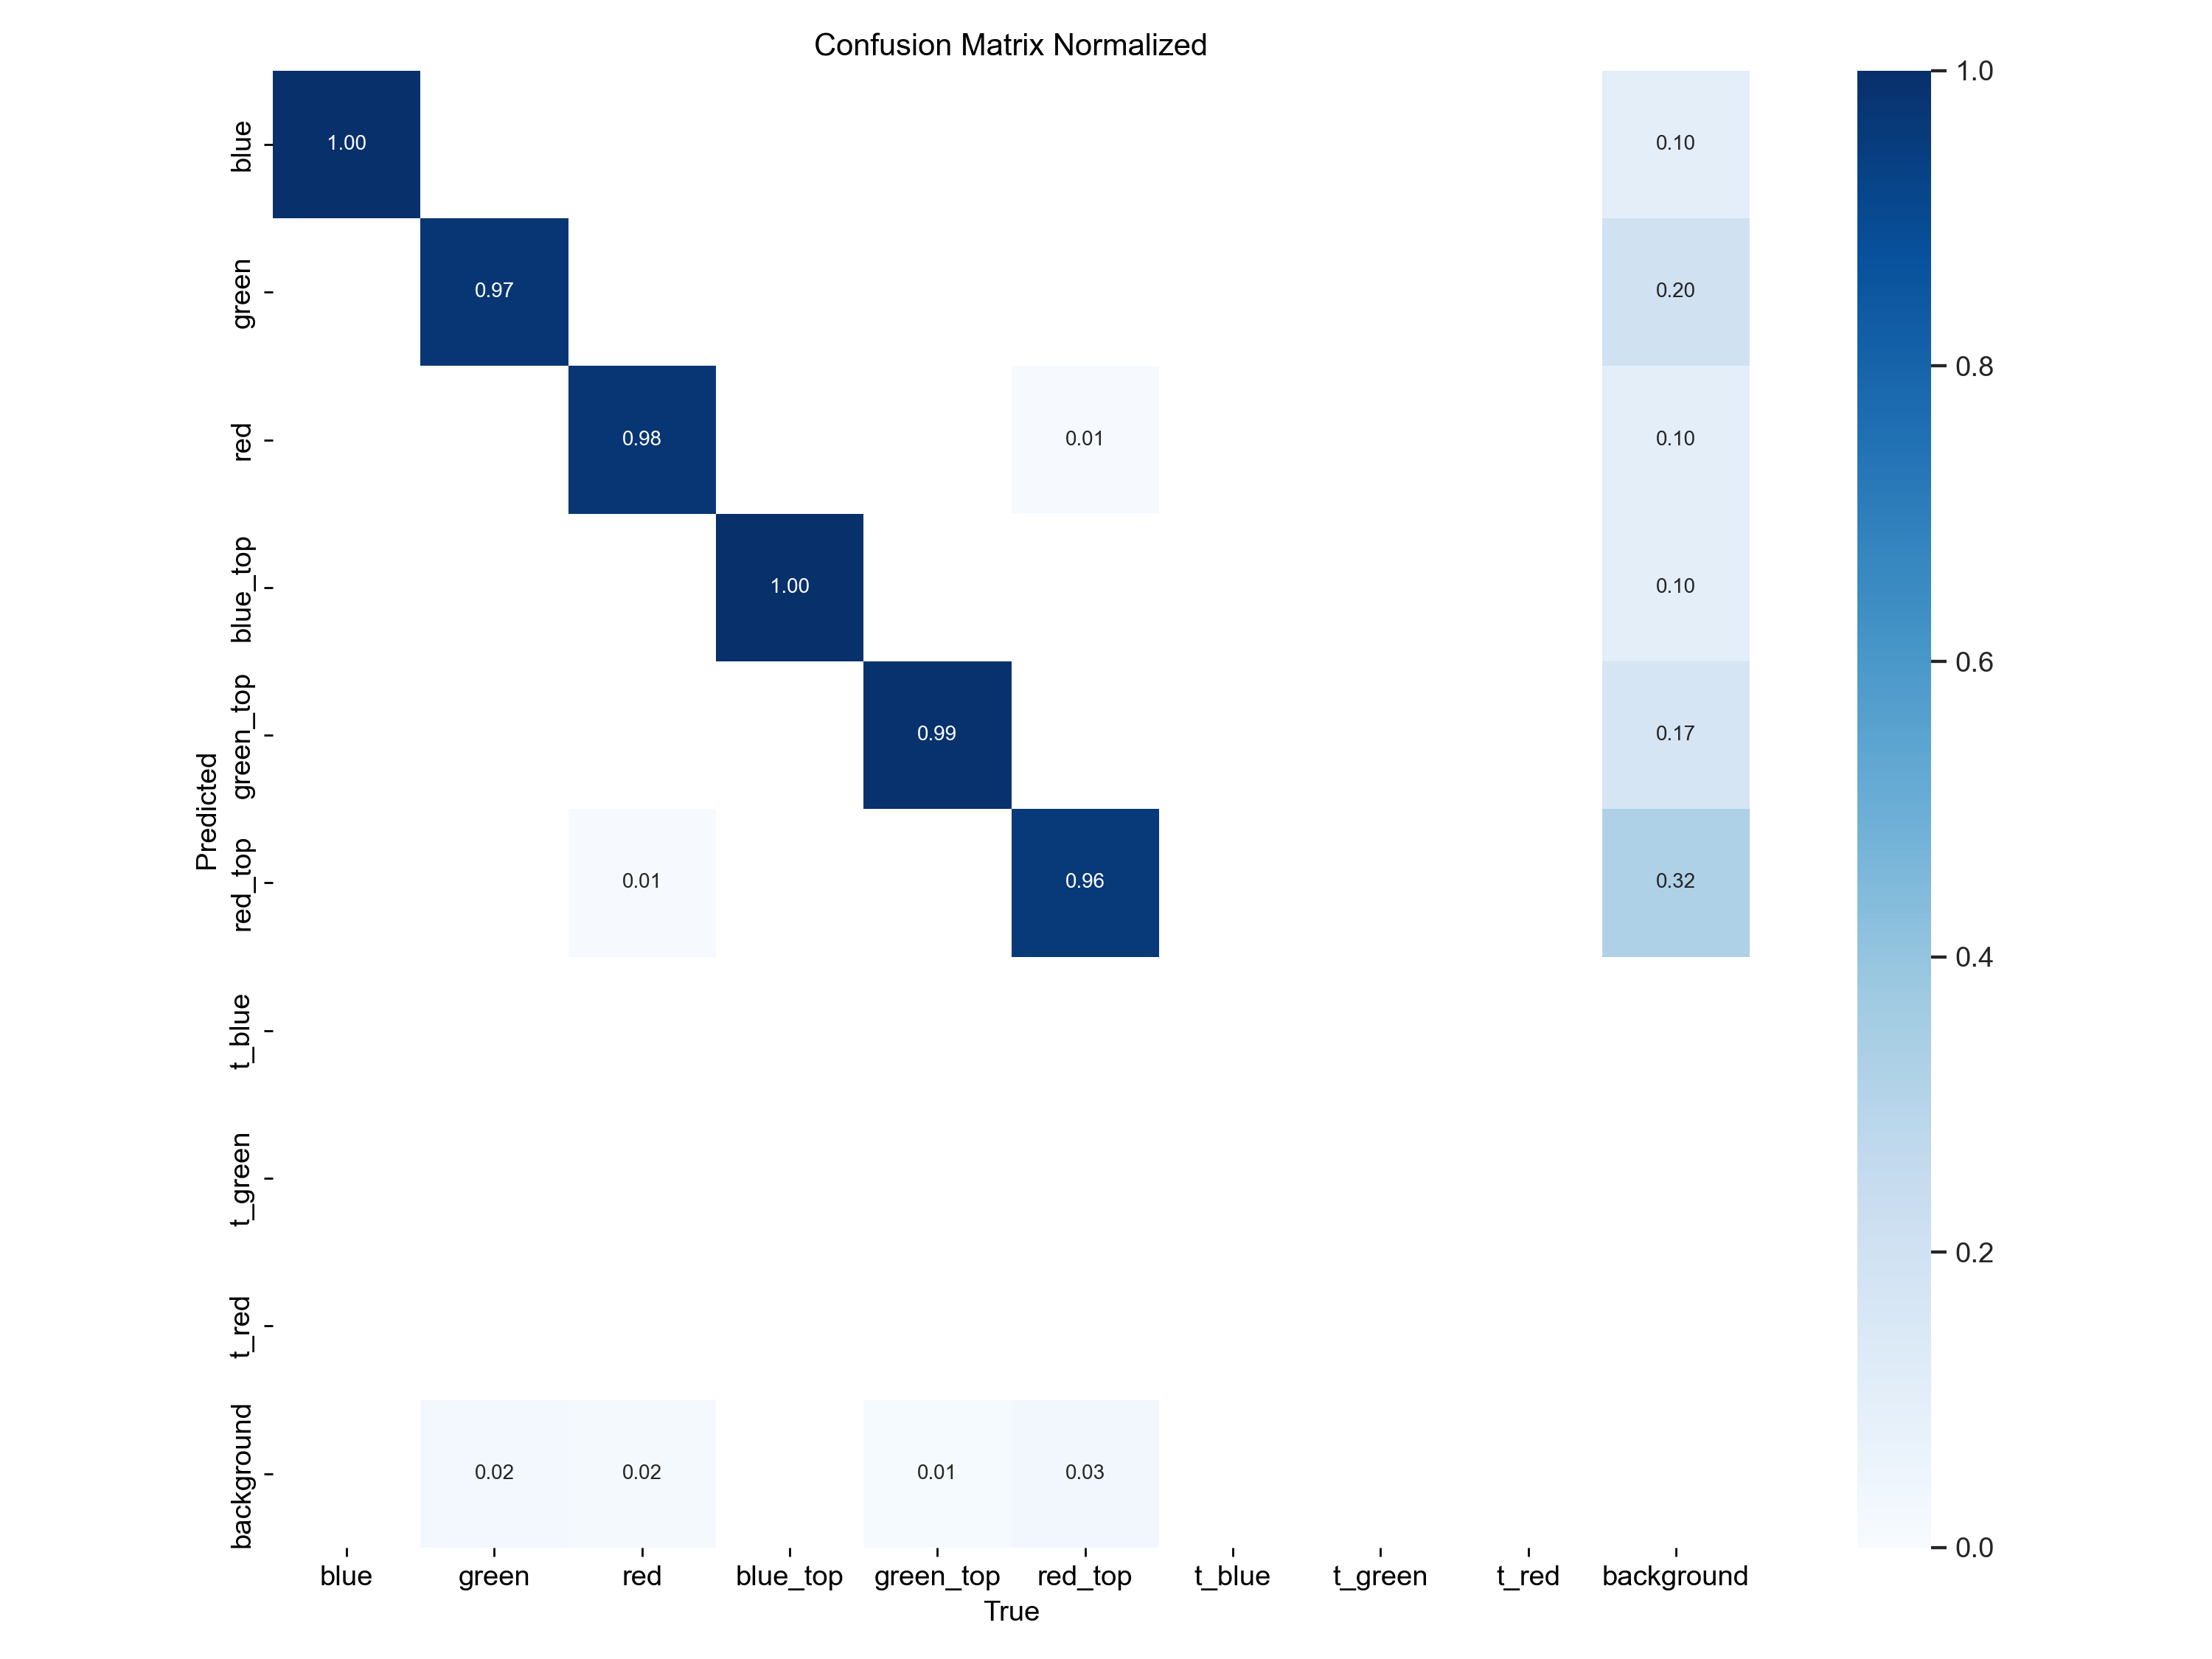 Confusion Matrix Normalized
blue 1.00 0.10
green 0.97 0.20
red 0.98 0.01 0.10
blue_top 1.00 0.10
green_top 0.99 0.17
red_top 0.01 0.96 0.32
t_blue
t_green
t_red
background 0.02 0.02 0.01 0.03
Predicted
blue green red blue_top green_top red_top t_blue t_green t_red background
True
1.0
0.8
0.6
0.4
0.2
0.0